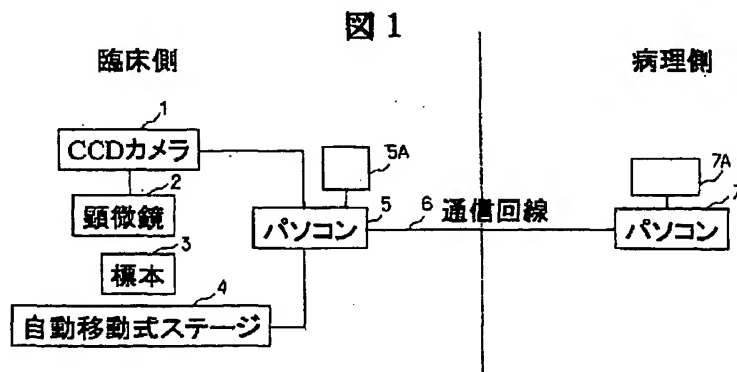 図1
臨床側
病理側
1
CCDカメラ
2
顕微鏡
3
標本
4
自動移動式ステージ
5A
5
パソコン
6
通信回線
7A
7
パソコン